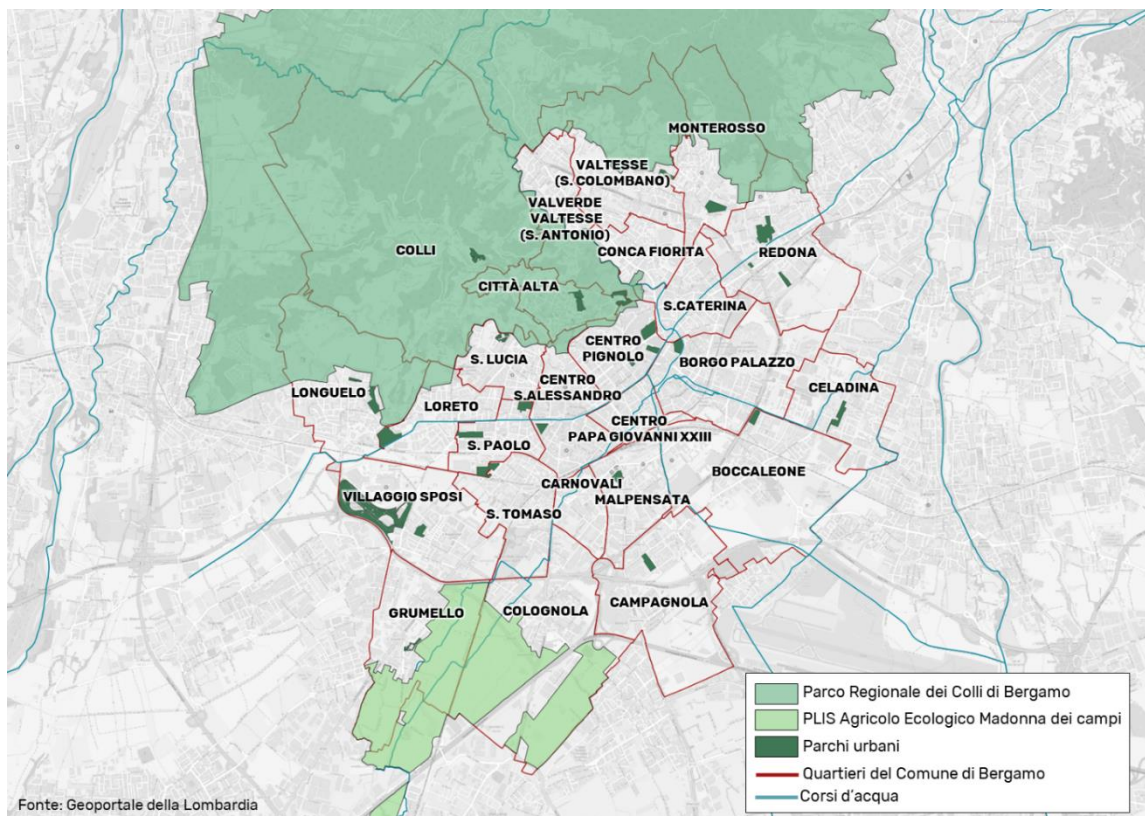 MONTEROSSO
VALTESSE
(S. COLOMBANO)
VALVERDE
VALTESSE
(S. ANTONIO)
COLLI
CONCA FIORITA
REDONA
CITTÀ ALTA
S.CATERINA
CENTRO
PIGNOLO
S. LUCIA
BORGO PALAZZO
CENTRO
S.ALESSANDRO
LONGUELO
LORETO
CELADINA
CENTRO
PAPA GIOVANNI XXIII
S. PAOLO
BOCCALEONE
CARNOVALI
MALPENSATA
VILLAGGIO SPOSI
S. TOMASO
GRUMELLO
COLOGNOLA
CAMPAGNOLA
Parco Regionale dei Colli di Bergamo
PLIS Agricolo Ecologico Madonna dei campi
Parchi urbani
Quartieri del Comune di Bergamo
Corsi d'acqua
Fonte: Geoportale della Lombardia